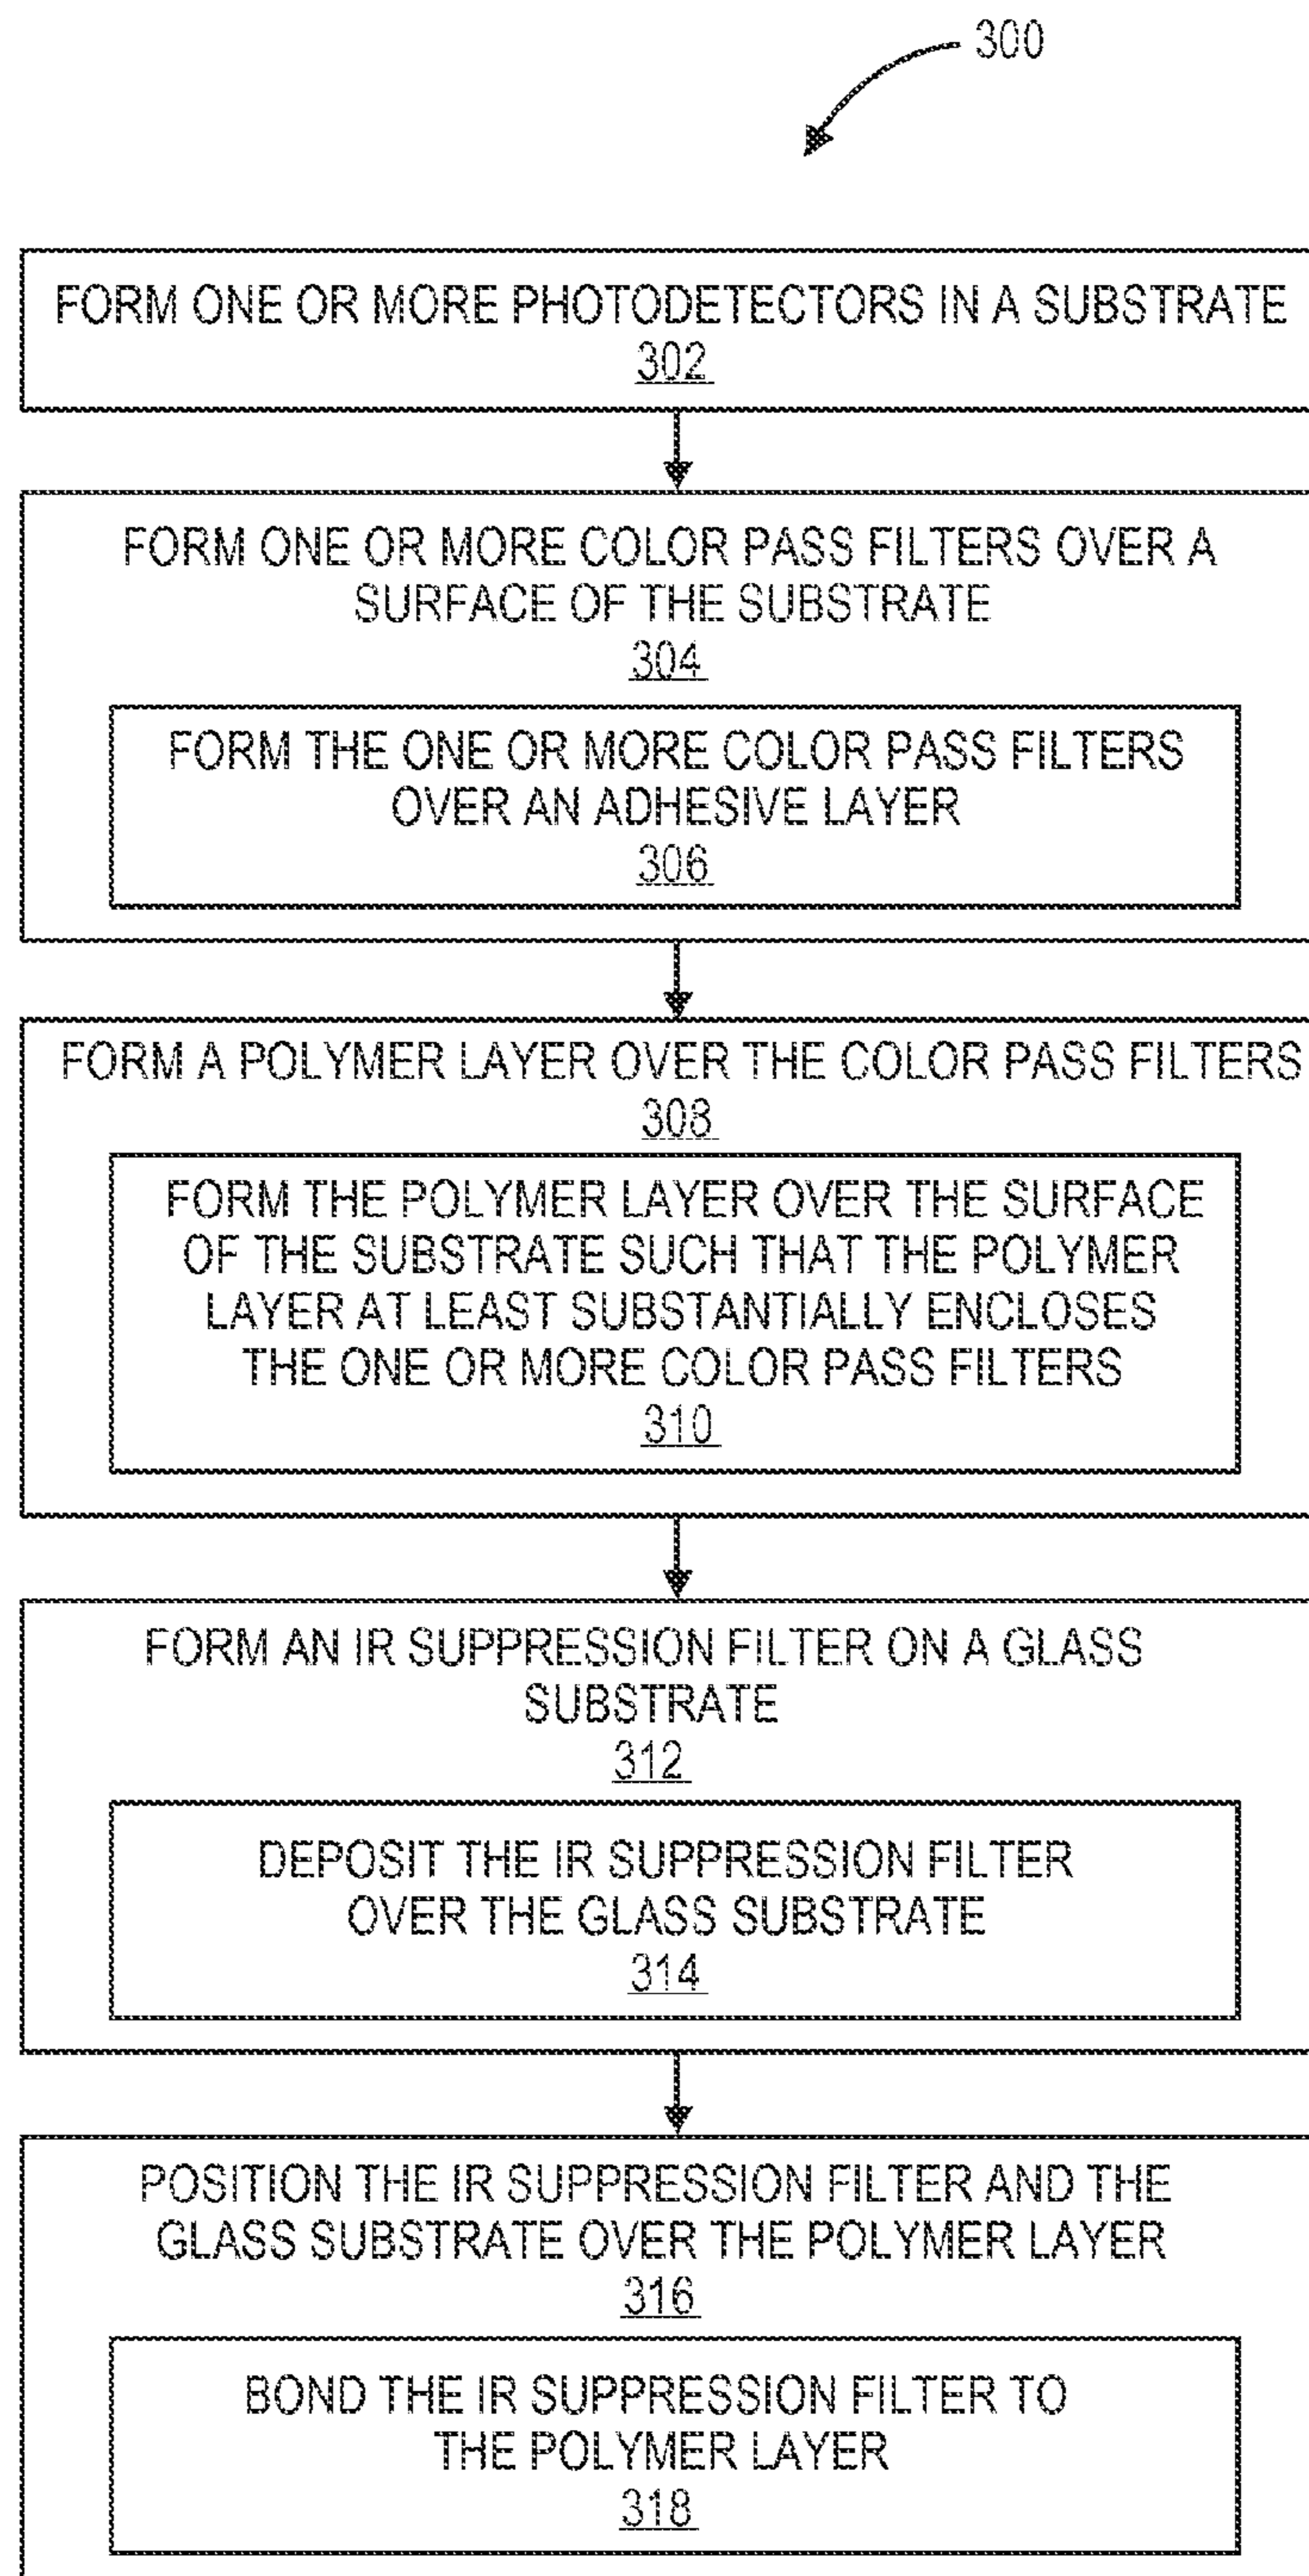 300
FORM ONE OR MORE PHOTODETECTORS IN A SUBSTRATE
302
FORM ONE OR MORE COLOR PASS FILTERS OVER A
SURFACE OF THE SUBSTRATE
304
FORM THE ONE OR MORE COLOR PASS FILTERS
OVER AN ADHESIVE LAYER
306
FORM A POLYMER LAYER OVER THE COLOR PASS FILTERS
308
FORM THE POLYMER LAYER OVER THE SURFACE
OF THE SUBSTRATE SUCH THAT THE POLYMER
LAYER AT LEAST SUBSTANTIALLY ENCLOSES
THE ONE OR MORE COLOR PASS FILTERS
310
FORM AN IR SUPPRESSION FILTER ON A GLASS
SUBSTRATE
312
DEPOSIT THE IR SUPPRESSION FILTER
OVER THE GLASS SUBSTRATE
314
POSITION THE IR SUPPRESSION FILTER AND THE
GLASS SUBSTRATE OVER THE POLYMER LAYER
316
BOND THE IR SUPPRESSION FILTER TO
THE POLYMER LAYER
318